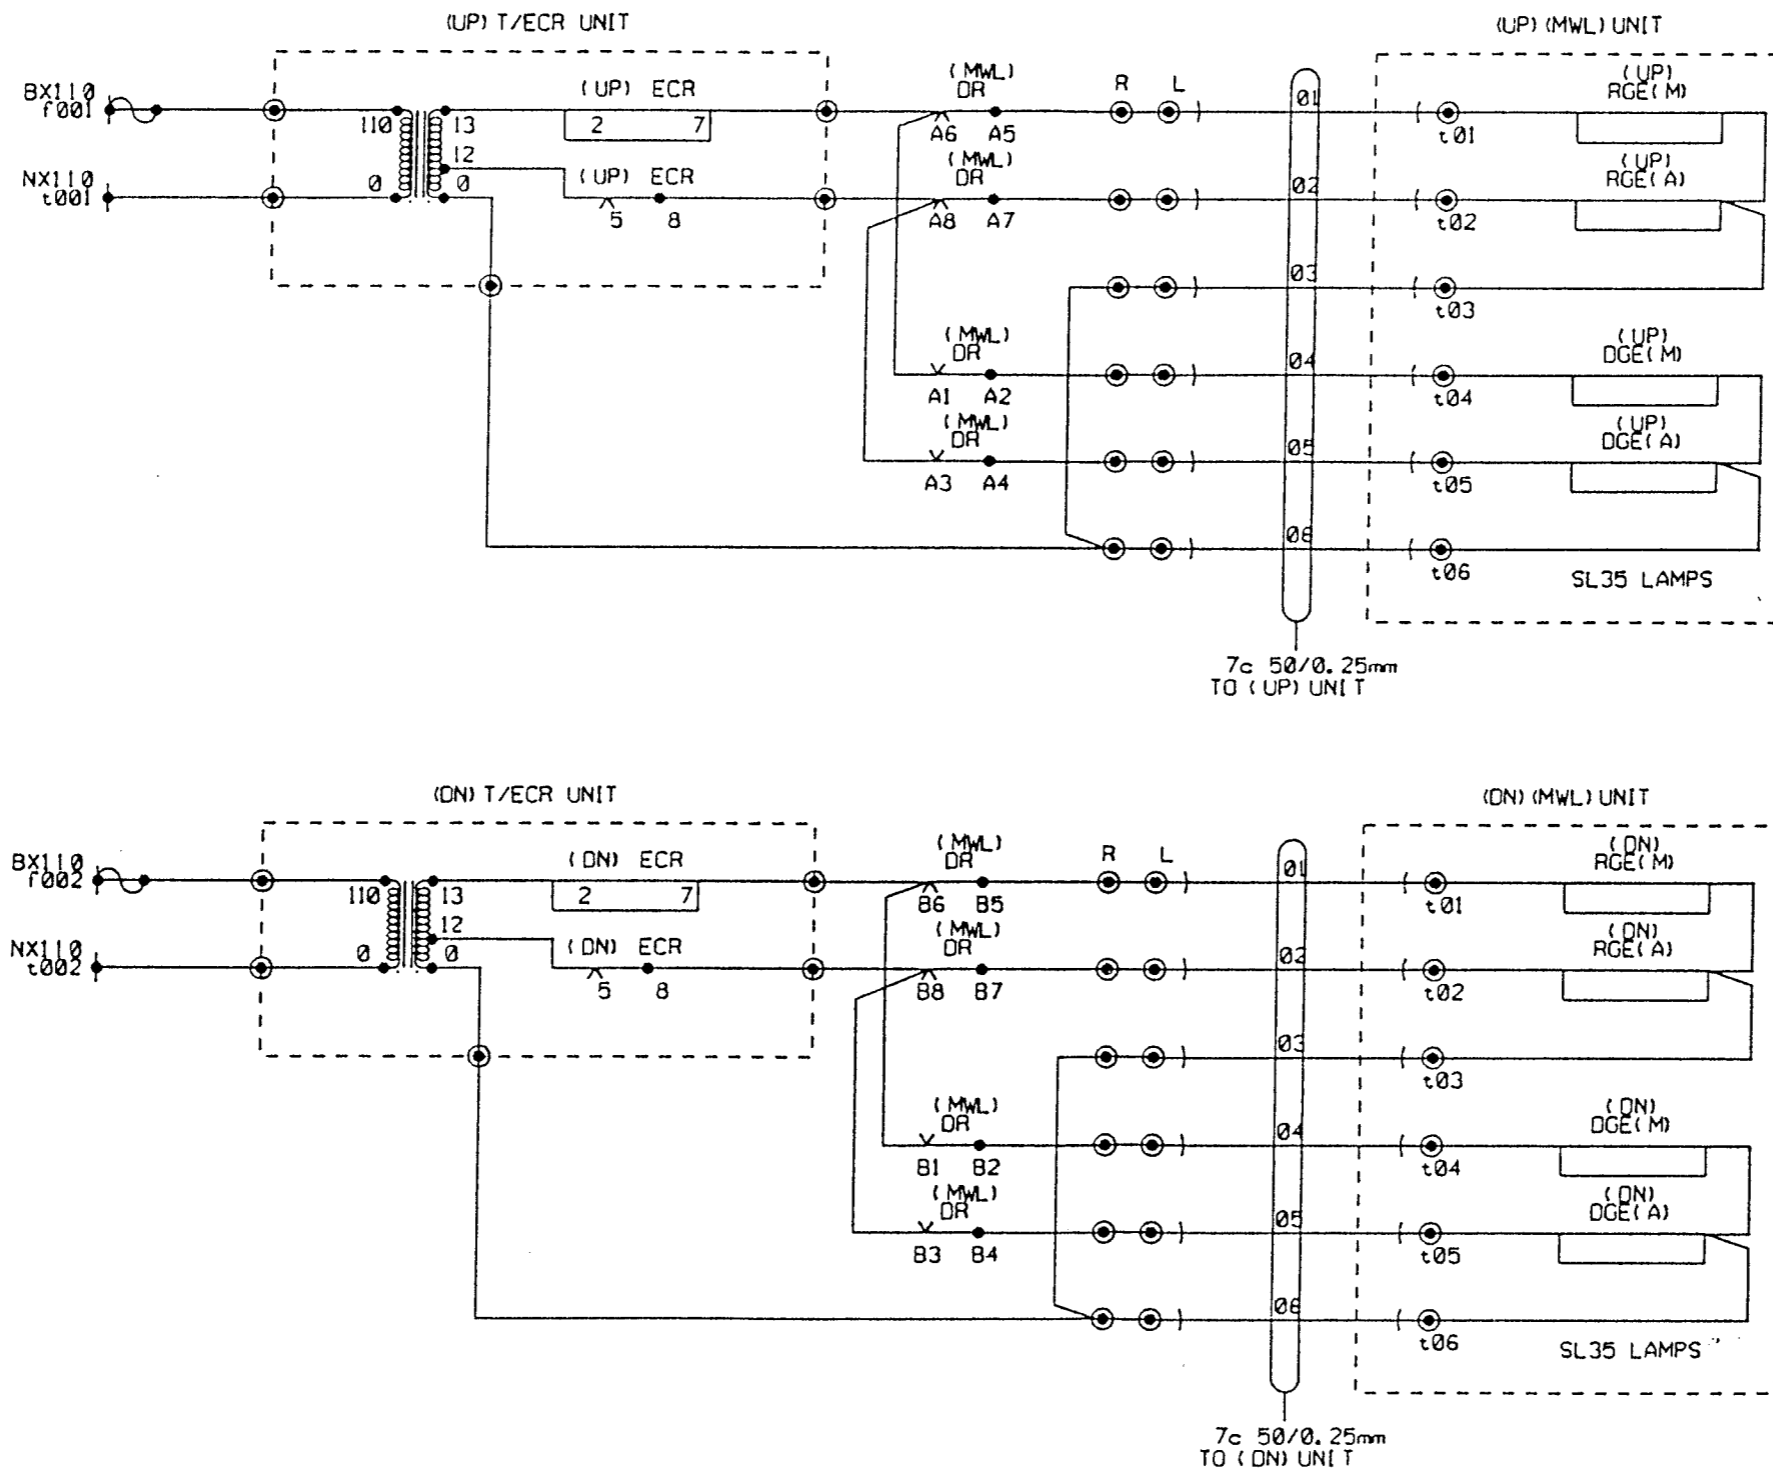 (UP) T/ECR UNIT
(UP) (MWL) UNIT
BX110
f001
110
13
12
0
0
(UP) ECR
2 7
(UP) ECR
5 8
NX110
t001
(MWL)
DR
A6 A5
(MWL)
DR
A8 A7
(MWL)
DR
A1 A2
(MWL)
DR
A3 A4
R L
01
02
03
04
05
06
t01
t02
t03
t04
t05
t06
(UP)
RGE(M)
(UP)
RGE(A)
(UP)
DGE(M)
(UP)
DGE(A)
SL35 LAMPS
7c 50/0.25mm
TO (UP) UNIT
(DN) T/ECR UNIT
(DN) (MWL) UNIT
BX110
f002
110
13
12
0
0
(DN) ECR
2 7
(DN) ECR
5 8
NX110
t002
(MWL)
DR
B6 B5
(MWL)
DR
B8 B7
(MWL)
DR
B1 B2
(MWL)
DR
B3 B4
R L
01
02
03
04
05
06
t01
t02
t03
t04
t05
t06
(DN)
RGE(M)
(DN)
RGE(A)
(DN)
DGE(M)
(DN)
DGE(A)
SL35 LAMPS
7c 50/0.25mm
TO (DN) UNIT